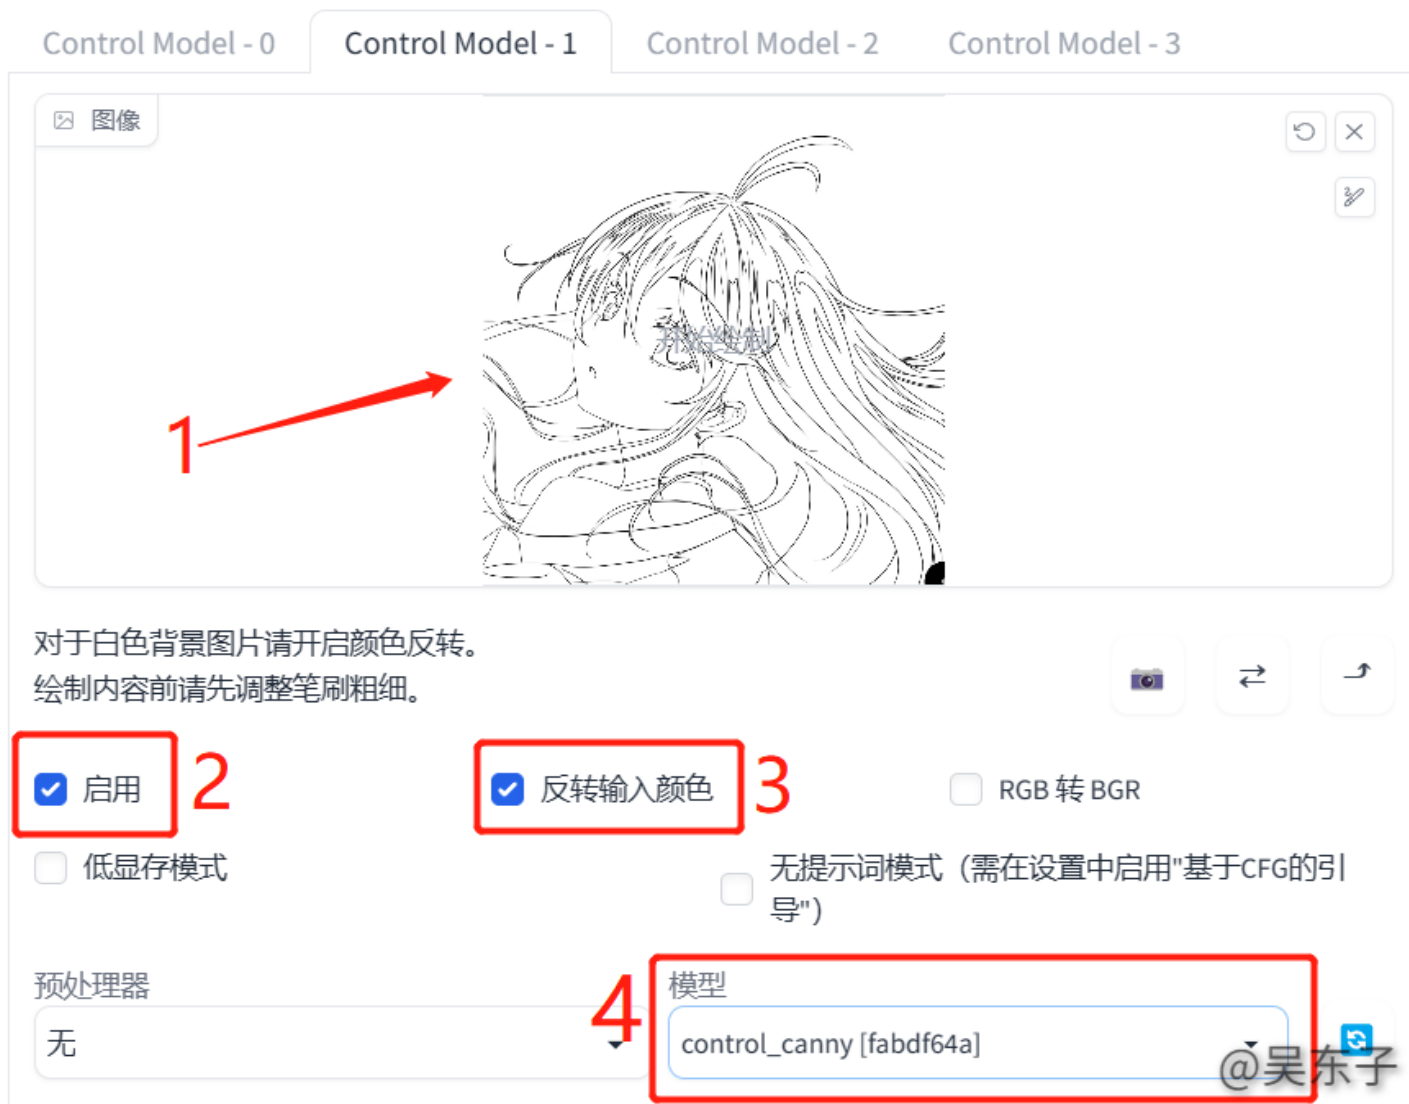 Control Model - 0
Control Model - 1
Control Model - 2
Control Model - 3
图像
开始绘制
1
对于白色背景图片请开启颜色反转。
绘制内容前请先调整笔刷粗细。
启用
2
反转输入颜色
3
RGB 转 BGR
低显存模式
无提示词模式（需在设置中启用"基于CFG的引
导"）
预处理器
4
模型
无
control_canny [fabdf64a]
@吴东子